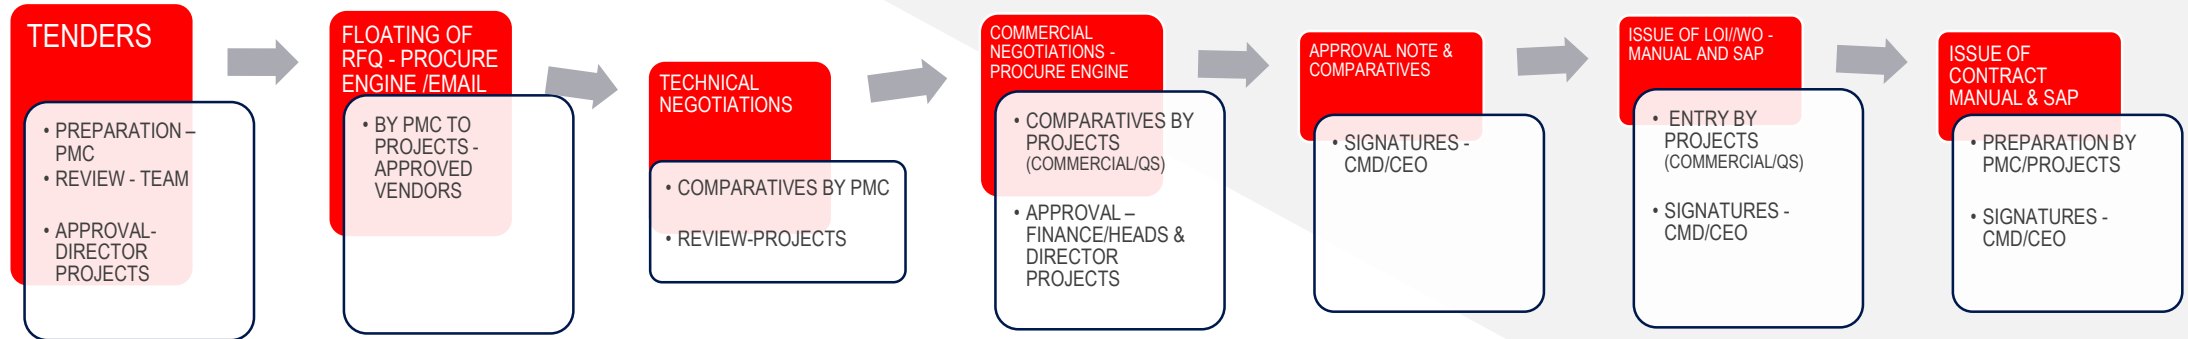 TENDERS
• PREPARATION –
PMC
• REVIEW - TEAM
• APPROVAL-
DIRECTOR
PROJECTS
FLOATING OF
RFQ - PROCURE
ENGINE /EMAIL
• BY PMC TO
PROJECTS -
APPROVED
VENDORS
TECHNICAL
NEGOTIATIONS
• COMPARATIVES BY PMC
• REVIEW-PROJECTS
COMMERCIAL
NEGOTIATIONS -
PROCURE ENGINE
• COMPARATIVES BY
PROJECTS
(COMMERCIAL/QS)
• APPROVAL –
FINANCE/HEADS &
DIRECTOR
PROJECTS
APPROVAL NOTE &
COMPARATIVES
• SIGNATURES -
CMD/CEO
ISSUE OF LOI//WO -
MANUAL AND SAP
• ENTRY BY
PROJECTS
(COMMERCIAL/QS)
• SIGNATURES -
CMD/CEO
ISSUE OF
CONTRACT
MANUAL & SAP
• PREPARATION BY
PMC/PROJECTS
• SIGNATURES -
CMD/CEO